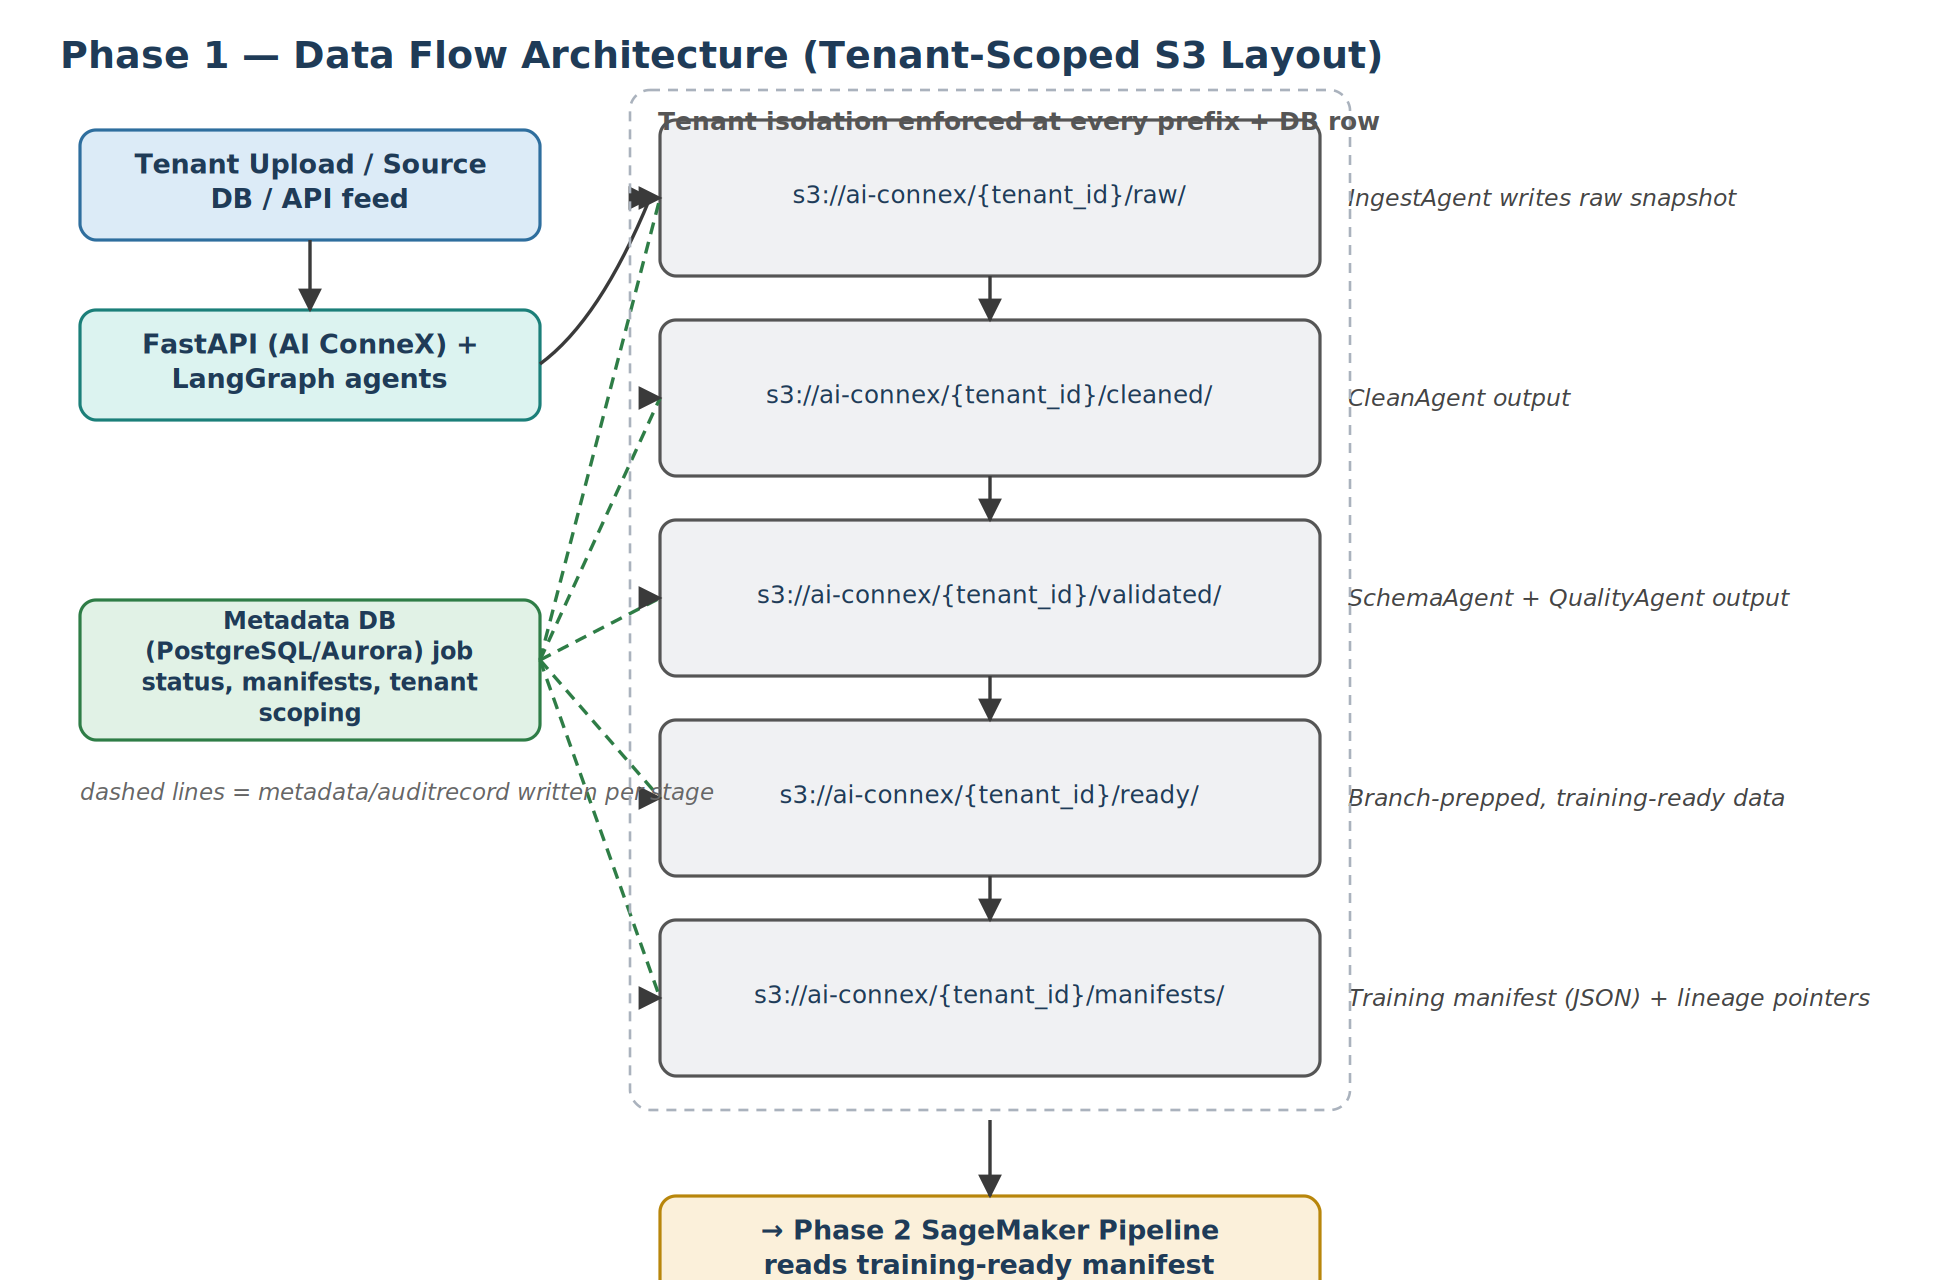 Phase 1 — Data Flow Architecture (Tenant-Scoped S3 Layout)
Tenant isolation enforced at every prefix + DB row
Tenant Upload / Source
DB / API feed
FastAPI (AI ConneX) +
LangGraph agents
Metadata DB
(PostgreSQL/Aurora) job
status, manifests, tenant
scoping
dashed lines = metadata/auditrecord written per stage
s3://ai-connex/{tenant_id}/raw/
IngestAgent writes raw snapshot
s3://ai-connex/{tenant_id}/cleaned/
CleanAgent output
s3://ai-connex/{tenant_id}/validated/
SchemaAgent + QualityAgent output
s3://ai-connex/{tenant_id}/ready/
Branch-prepped, training-ready data
s3://ai-connex/{tenant_id}/manifests/
Training manifest (JSON) + lineage pointers
→ Phase 2 SageMaker Pipeline
reads training-ready manifest